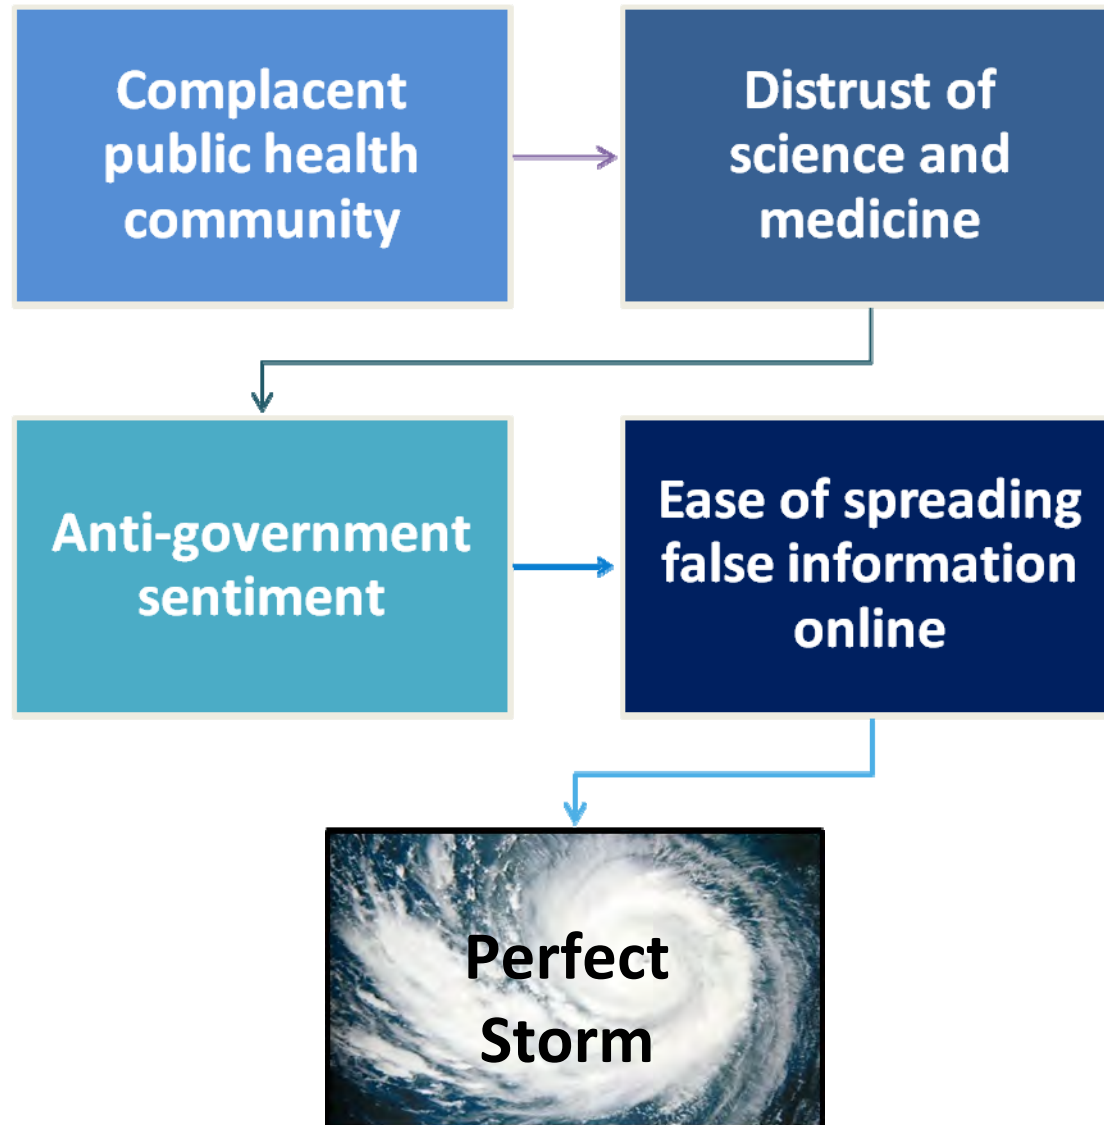 Complacent
public health
community
Distrust of
science and
medicine
Anti-government
sentiment
Ease of spreading
false information
online
Perfect
Storm